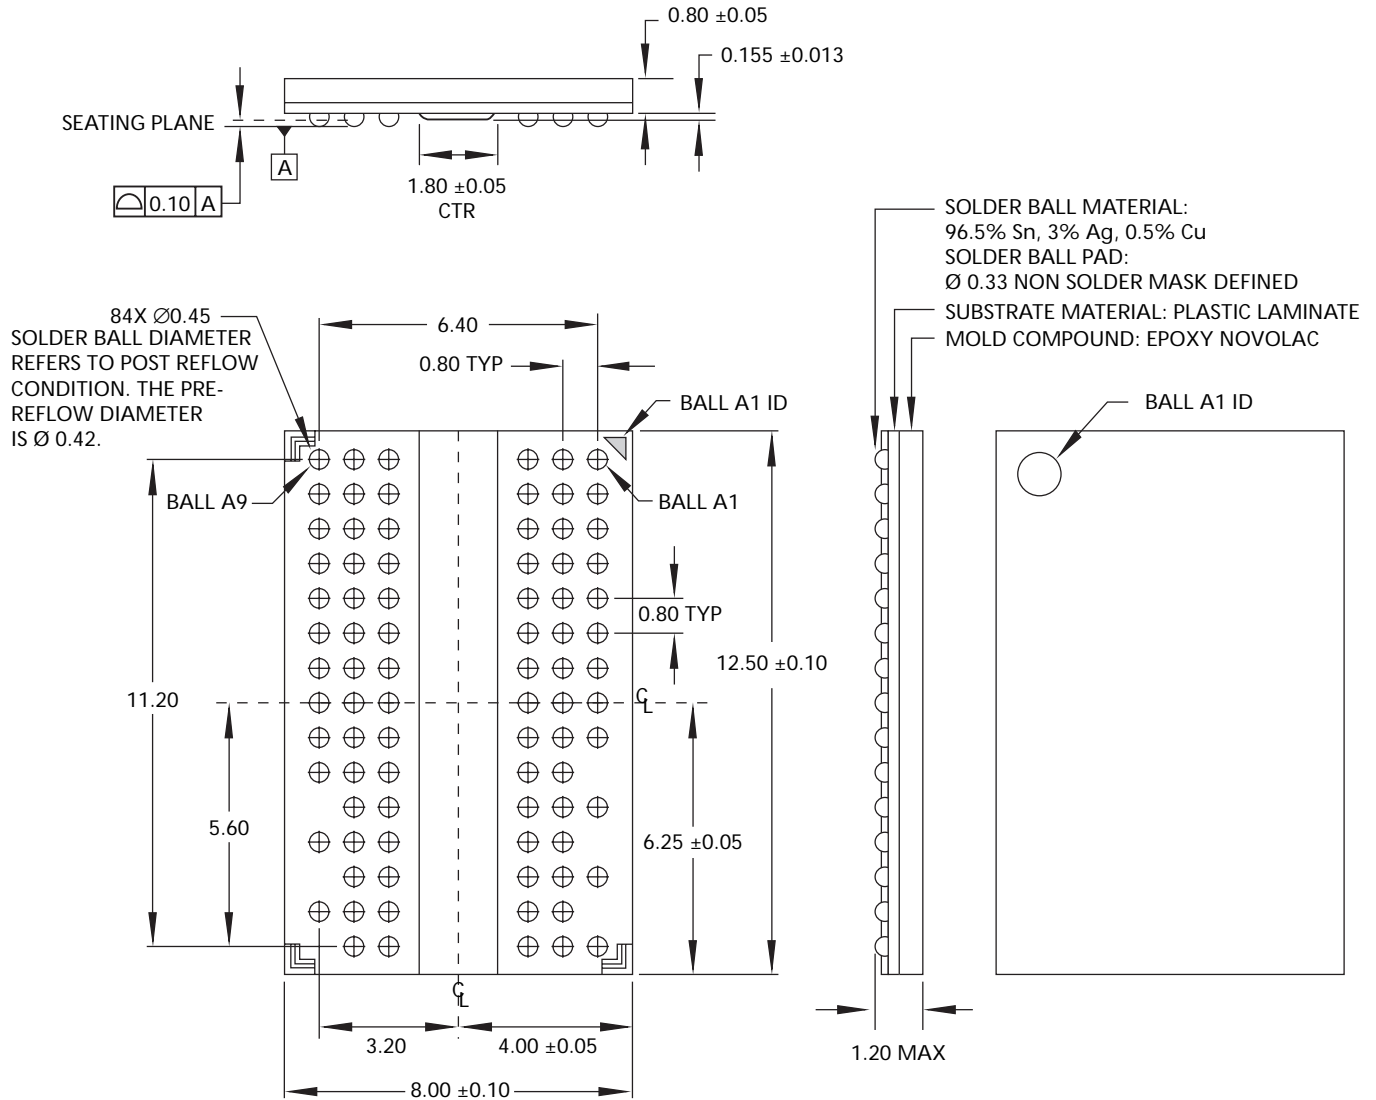 0.80 ±0.05
0.155 ±0.013
SEATING PLANE
A
0.10 A
1.80 ±0.05
CTR
SOLDER BALL MATERIAL:
96.5% Sn, 3% Ag, 0.5% Cu
SOLDER BALL PAD:
Ø 0.33 NON SOLDER MASK DEFINED
SUBSTRATE MATERIAL: PLASTIC LAMINATE
MOLD COMPOUND: EPOXY NOVOLAC
84X Ø0.45
SOLDER BALL DIAMETER
REFERS TO POST REFLOW
CONDITION. THE PRE-
REFLOW DIAMETER
IS Ø 0.42.
6.40
0.80 TYP
BALL A1 ID
BALL A1 ID
BALL A9
BALL A1
0.80 TYP
12.50 ±0.10
11.20
CL
5.60
6.25 ±0.05
CL
3.20
4.00 ±0.05
1.20 MAX
8.00 ±0.10